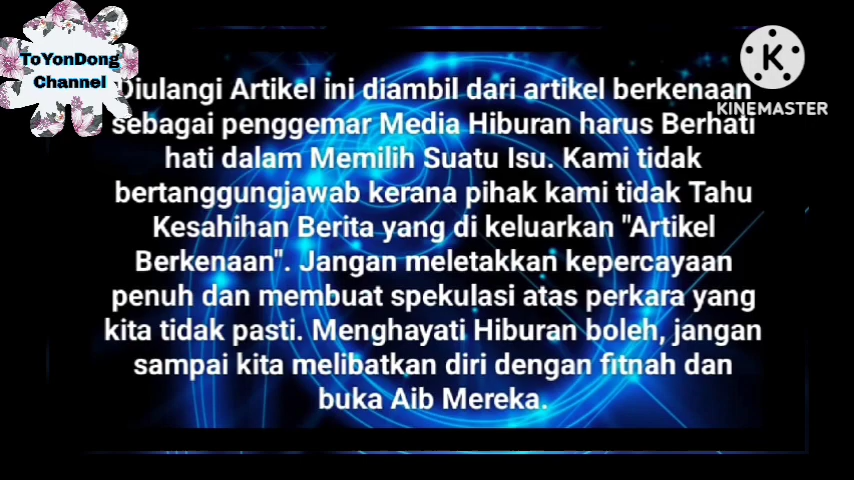 ToYonDong
Channel
KINEMASTER
Diulangi Artikel ini diambil dari artikel berkenaan
sebagai penggemar Media Hiburan harus Berhati
hati dalam Memilih Suatu Isu. Kami tidak
bertanggungjawab kerana pihak kami tidak Tahu
Kesahihan Berita yang di keluarkan "Artikel
Berkenaan". Jangan meletakkan kepercayaan
penuh dan membuat spekulasi atas perkara yang
kita tidak pasti. Menghayati Hiburan boleh, jangan
sampai kita melibatkan diri dengan fitnah dan
buka Aib Mereka.